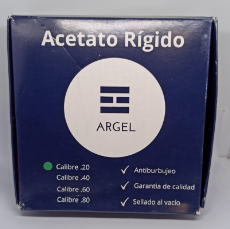 Acetato Rígido
ARGEL
Calibre .20
Calibre .40
Calibre .60
Calibre .80
✓ Antiburbujeo
✓ Garantía de calidad
✓ Sellado al vacío